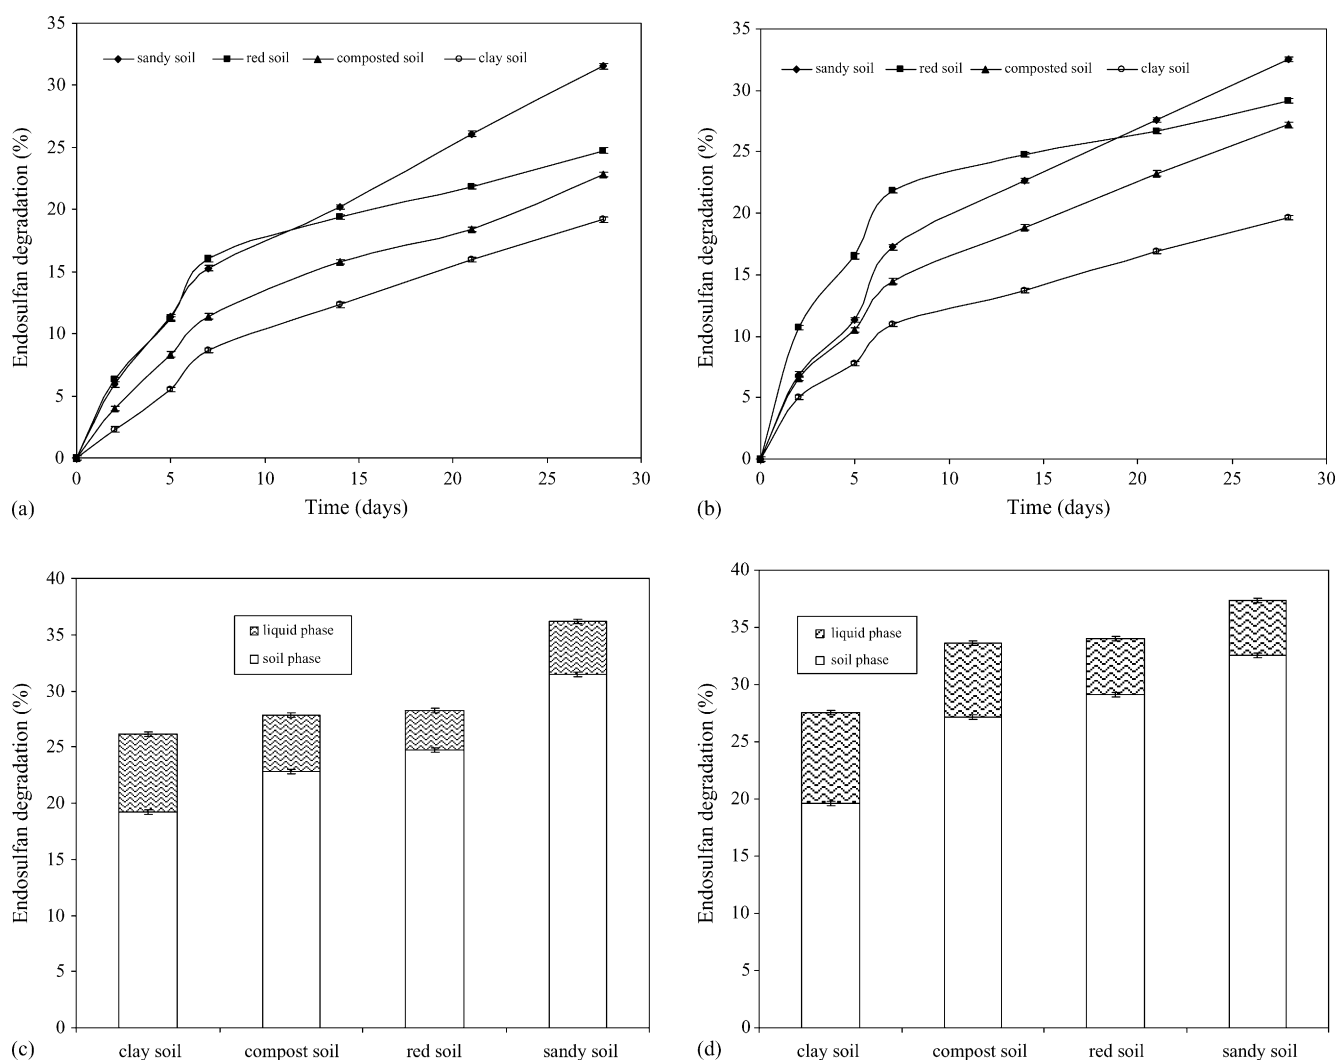 35
30
25
20
15
10
5
0
Endosulfan degradation (%)
sandy soil
red soil
composted soil
clay soil
0
5
10
15
20
25
30
Time (days)
(a)
35
30
25
20
15
10
5
0
Endosulfan degradation (%)
sandy soil
red soil
composted soil
clay soil
0
5
10
15
20
25
30
Time (days)
(b)
40
35
30
25
20
15
10
5
0
Endosulfan degradation (%)
liquid phase
soil phase
clay soil
compost soil
red soil
sandy soil
(c)
40
35
30
25
20
15
10
5
0
Endosulfan degradation (%)
liquid phase
soil phase
clay soil
compost soil
red soil
sandy soil
(d)